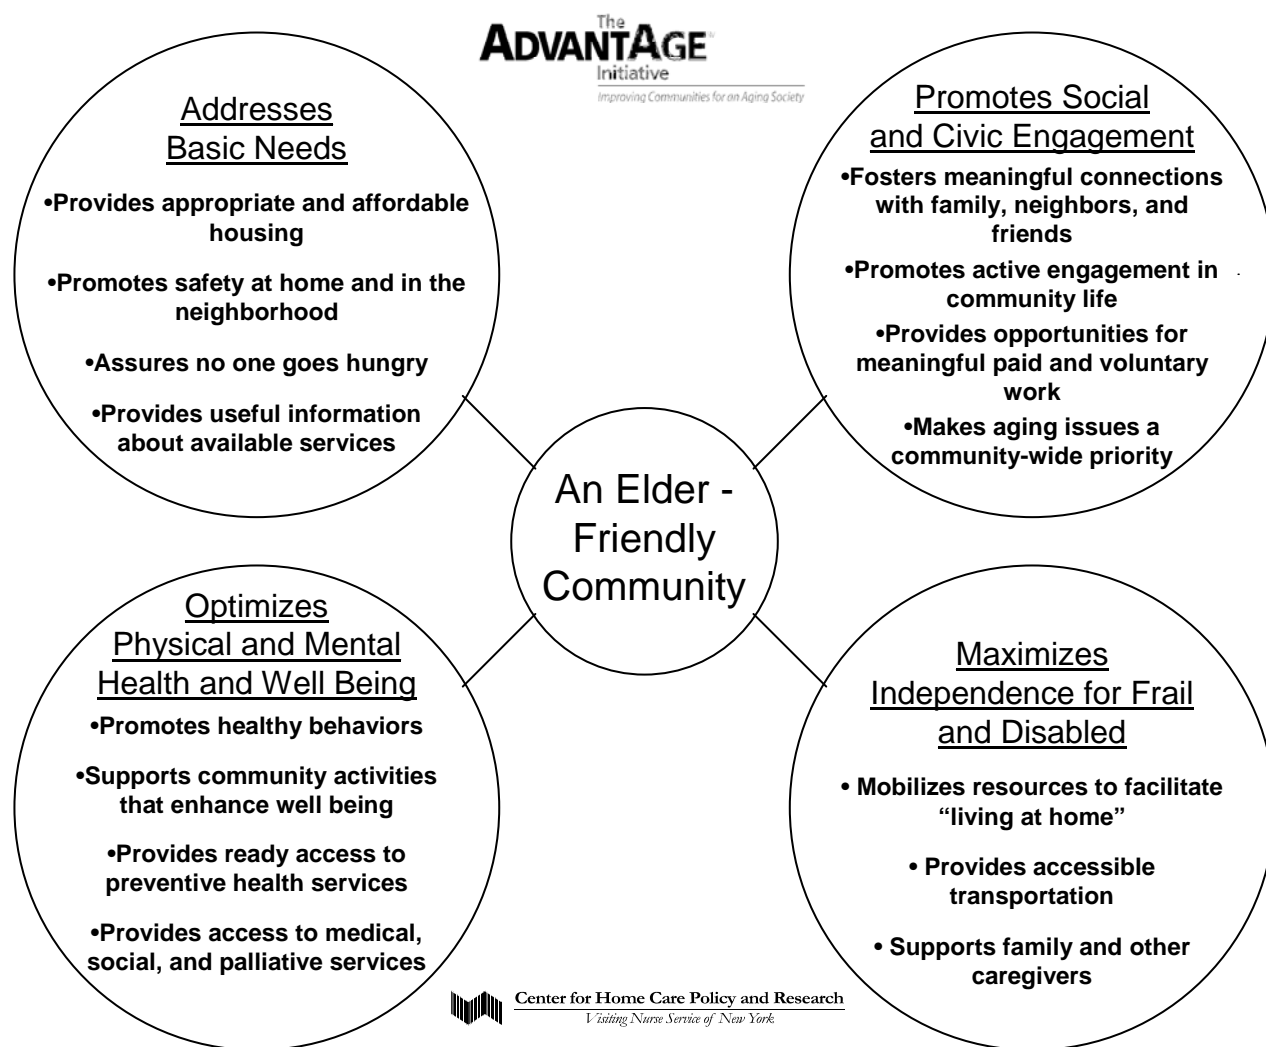 The
ADVANTAGE
Initiative
Improving Communities for an Aging Society
Addresses
Basic Needs
•Provides appropriate and affordable
housing
•Promotes safety at home and in the
neighborhood
•Assures no one goes hungry
•Provides useful information
about available services
Promotes Social
and Civic Engagement
•Fosters meaningful connections
with family, neighbors, and
friends
•Promotes active engagement in
community life
•Provides opportunities for
meaningful paid and voluntary
work
•Makes aging issues a
community-wide priority
An Elder -
Friendly
Community
Optimizes
Physical and Mental
Health and Well Being
•Promotes healthy behaviors
•Supports community activities
that enhance well being
•Provides ready access to
preventive health services
•Provides access to medical,
social, and palliative services
Maximizes
Independence for Frail
and Disabled
• Mobilizes resources to facilitate
“living at home”
• Provides accessible
transportation
• Supports family and other
caregivers
Center for Home Care Policy and Research
Visiting Nurse Service of New York